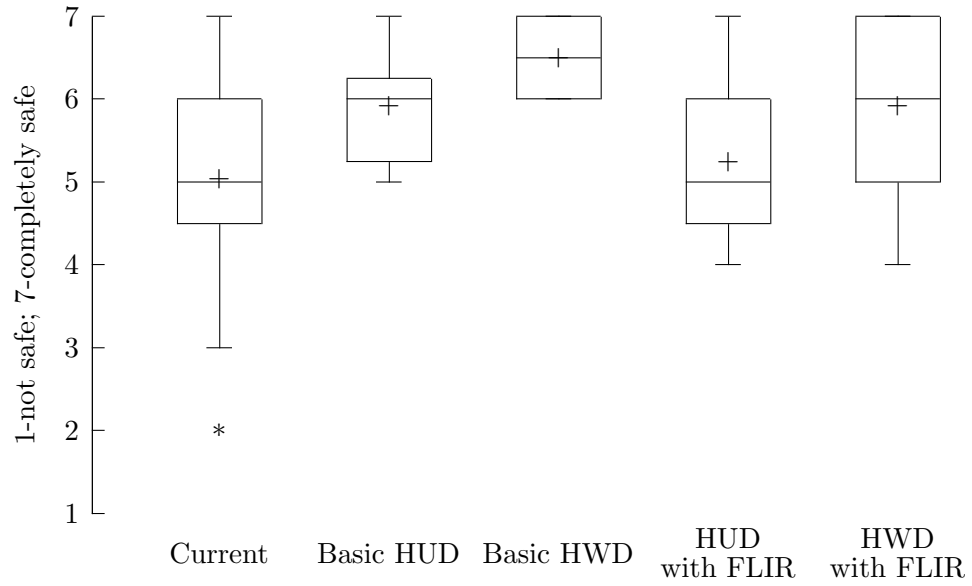 1-not safe; 7-completely safe
7
6
5
4
3
2
1
*
Current
Basic HUD
Basic HWD
HUD
with FLIR
HWD
with FLIR